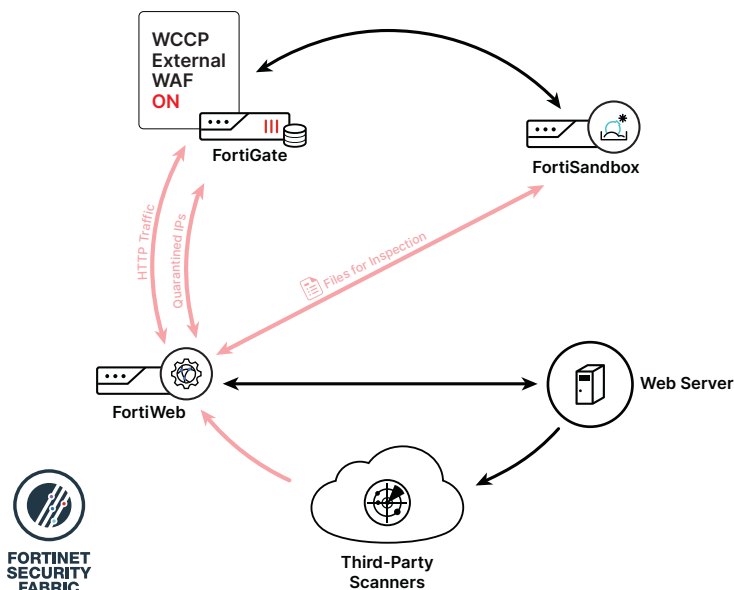 WCCP
External
WAF
ON
FortiGate
FortiSandbox
HTTP Traffic
Quarantined IPs
Files for Inspection
FortiWeb
Web Server
Third-Party
Scanners
FORTINET
SECURITY
FABRIC